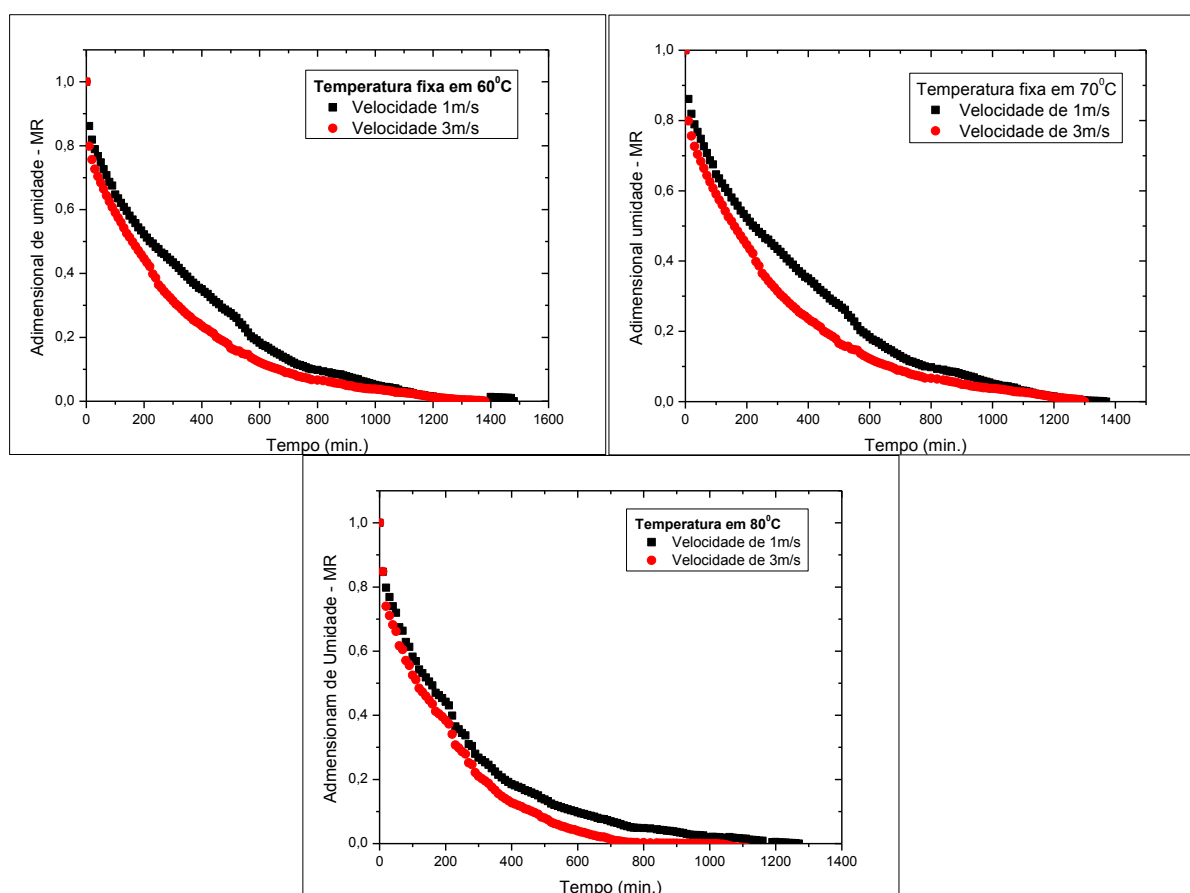 Temperatura fixa em 60⁰C
Velocidade 1m/s
Velocidade 3m/s
Adimensional de umidade - MR
1,0
0,8
0,6
0,4
0,2
0,0
0 200 400 600 800 1000 1200 1400 1600
Tempo (min.)
Temperatura fixa em 70⁰C
Velocidade de 1m/s
Velocidade de 3m/s
Adimensional umidade - MR
1,0
0,8
0,6
0,4
0,2
0,0
0 200 400 600 800 1000 1200 1400
Tempo (min.)
Temperatura em 80⁰C
Velocidade de 1m/s
Velocidade de 3m/s
Admensionam de Umidade - MR
1,0
0,8
0,6
0,4
0,2
0,0
0 200 400 600 800 1000 1200 1400
Tempo (min.)